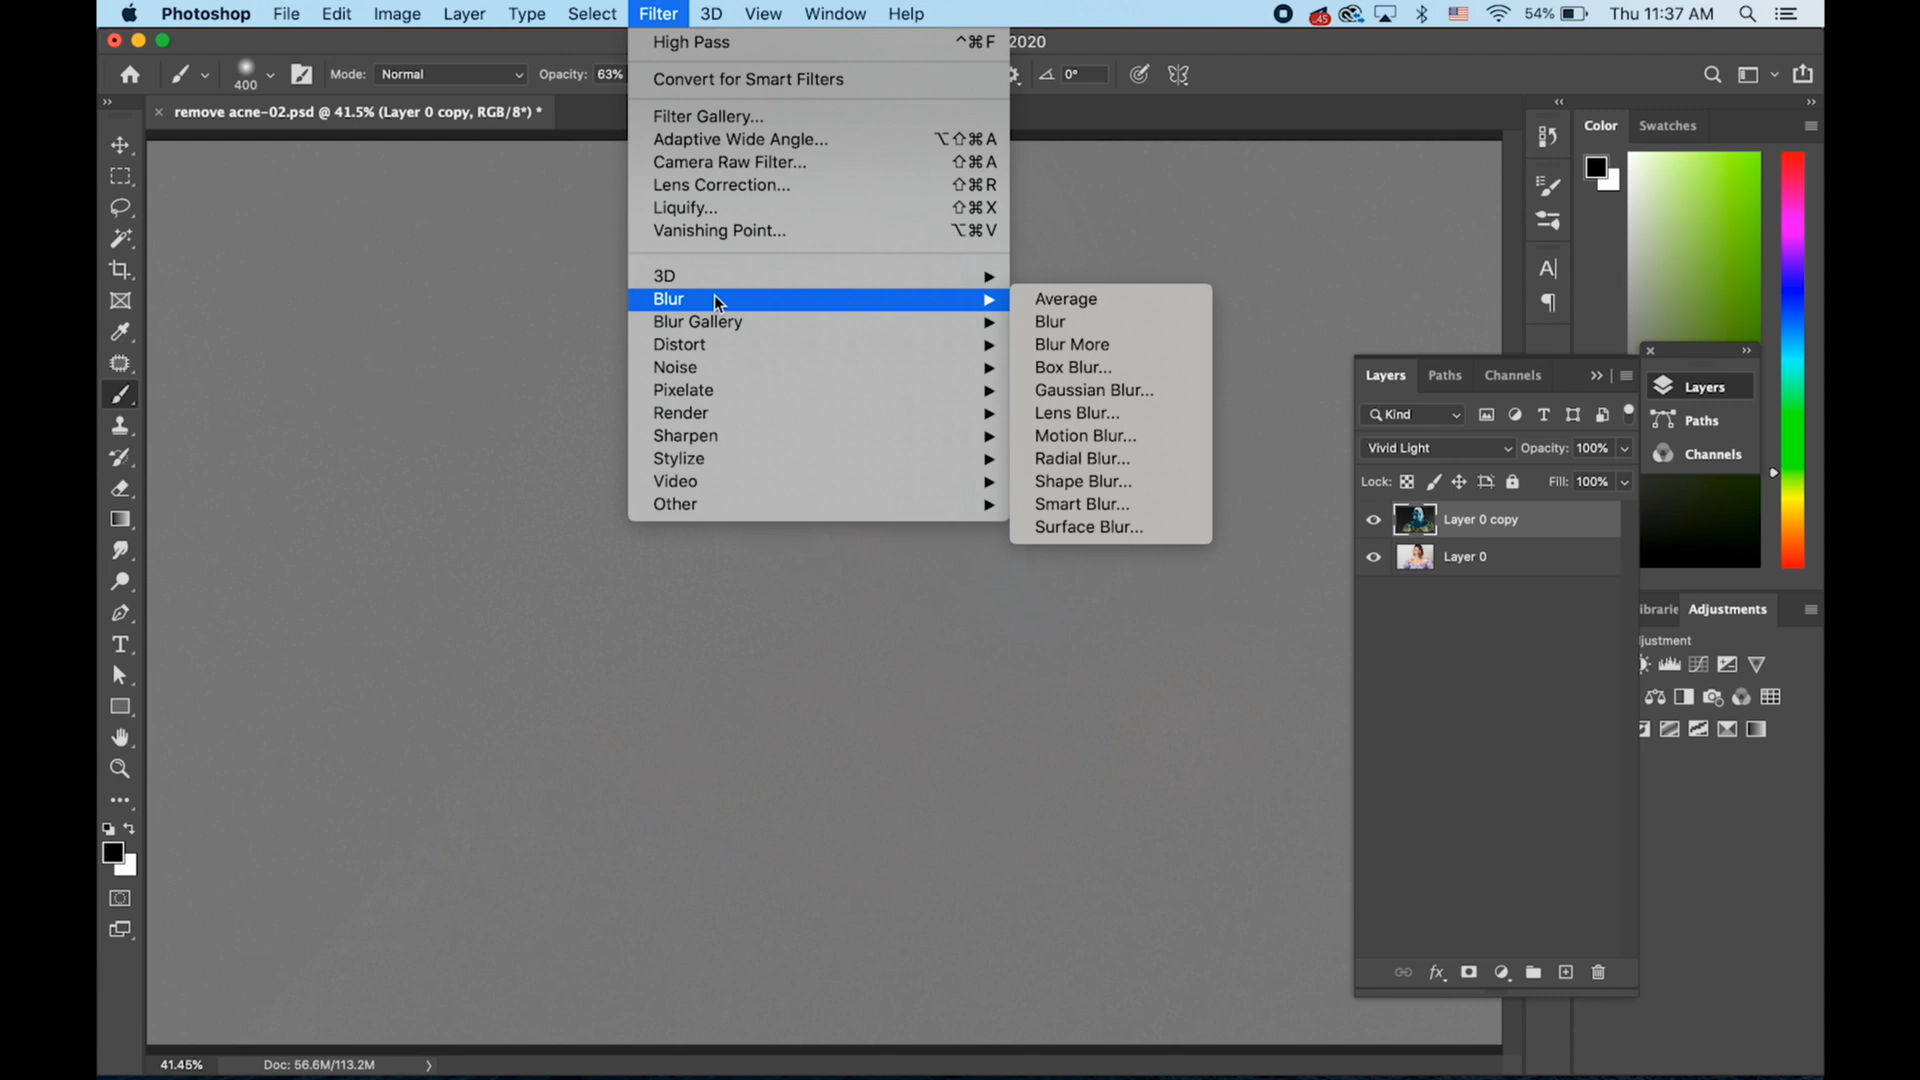 Photoshop File Edit Image Layer Type Select Filter 3D View Window Help .45 54% Thu 11:37 AM
2020
400 Mode: Normal Opacity: 63% 0°
remove acne-02.psd @ 41.5% (Layer 0 copy, RGB/8*) *
High Pass ^⌘F
Convert for Smart Filters
Filter Gallery...
Adaptive Wide Angle... ⌥⇧⌘A
Camera Raw Filter... ⇧⌘A
Lens Correction... ⇧⌘R
Liquify... ⇧⌘X
Vanishing Point... ⌥⌘V
3D
Blur
Blur Gallery
Distort
Noise
Pixelate
Render
Sharpen
Stylize
Video
Other
Average
Blur
Blur More
Box Blur...
Gaussian Blur...
Lens Blur...
Motion Blur...
Radial Blur...
Shape Blur...
Smart Blur...
Surface Blur...
Color Swatches
Layers Paths Channels
Kind
Vivid Light Opacity: 100%
Lock: Fill: 100%
Layer 0 copy
Layer 0
Layers
Paths
Channels
ibrarie Adjustments
justment
41.45% Doc: 56.6M/113.2M